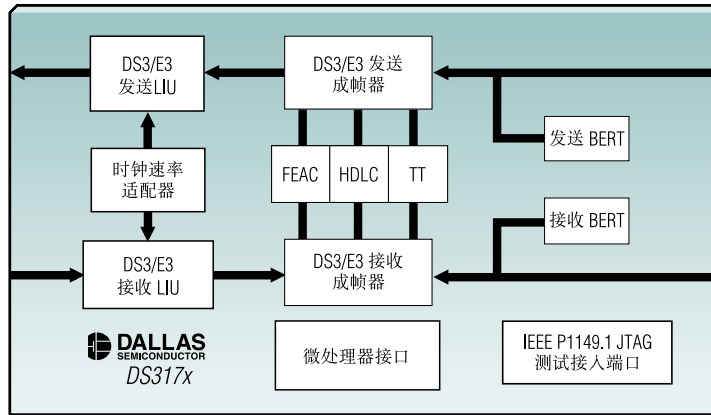 DS3/E3
发送LIU
DS3/E3 发送
成帧器
发送 BERT
时钟速率
适配器
FEAC
HDLC
TT
接收 BERT
DS3/E3
接收 LIU
DS3/E3 接收
成帧器
DALLAS
SEMICONDUCTOR
DS317x
微处理器接口
IEEE P1149.1 JTAG
测试接入端口